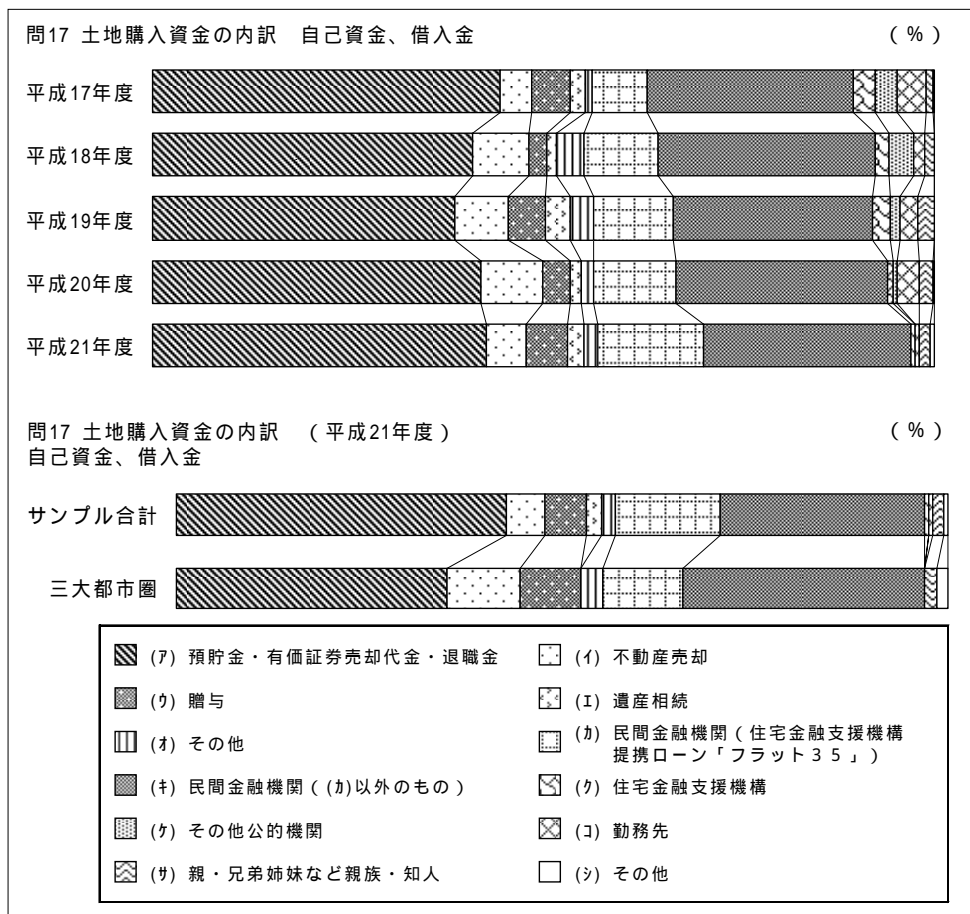 問17 土地購入資金の内訳　自己資金、借入金　(%)
平成17年度
平成18年度
平成19年度
平成20年度
平成21年度
問17 土地購入資金の内訳　(平成21年度)　(%)
自己資金、借入金
サンプル合計
三大都市圏
(ｱ) 預貯金・有価証券売却代金・退職金
(ｲ) 不動産売却
(ｳ) 贈与
(ｴ) 遺産相続
(ｵ) その他
(ｶ) 民間金融機関(住宅金融支援機構
提携ローン「フラット３５」)
(ｷ) 民間金融機関((ｶ)以外のもの)
(ｸ) 住宅金融支援機構
(ｹ) その他公的機関
(ｺ) 勤務先
(ｻ) 親・兄弟姉妹など親族・知人
(ｼ) その他